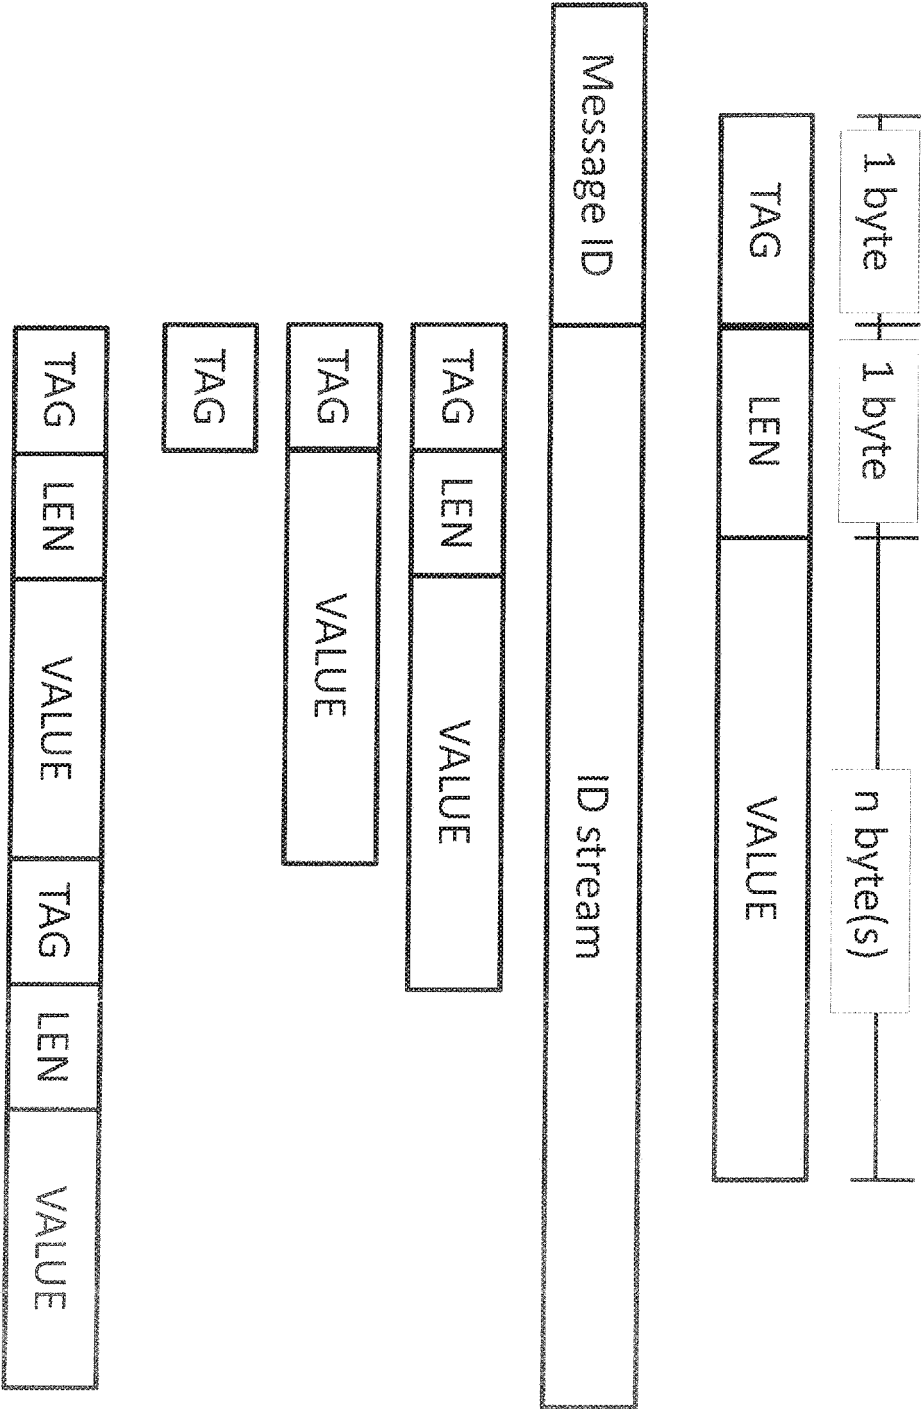 1 byte 1 byte n byte(s)
TAG LEN VALUE
Message ID ID stream
TAG LEN VALUE
TAG VALUE
TAG
TAG LEN VALUE TAG LEN VALUE